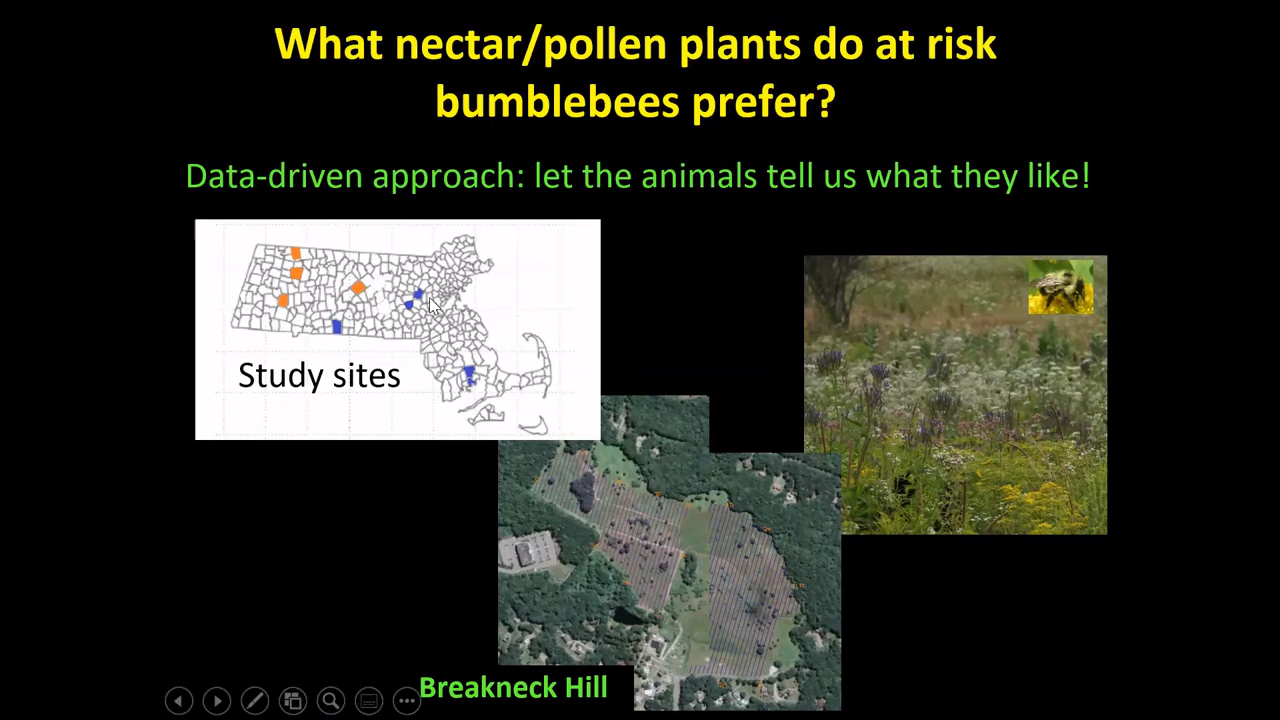 What nectar/pollen plants do at risk
bumblebees prefer?
Data-driven approach: let the animals tell us what they like!
Study sites
Breakneck Hill